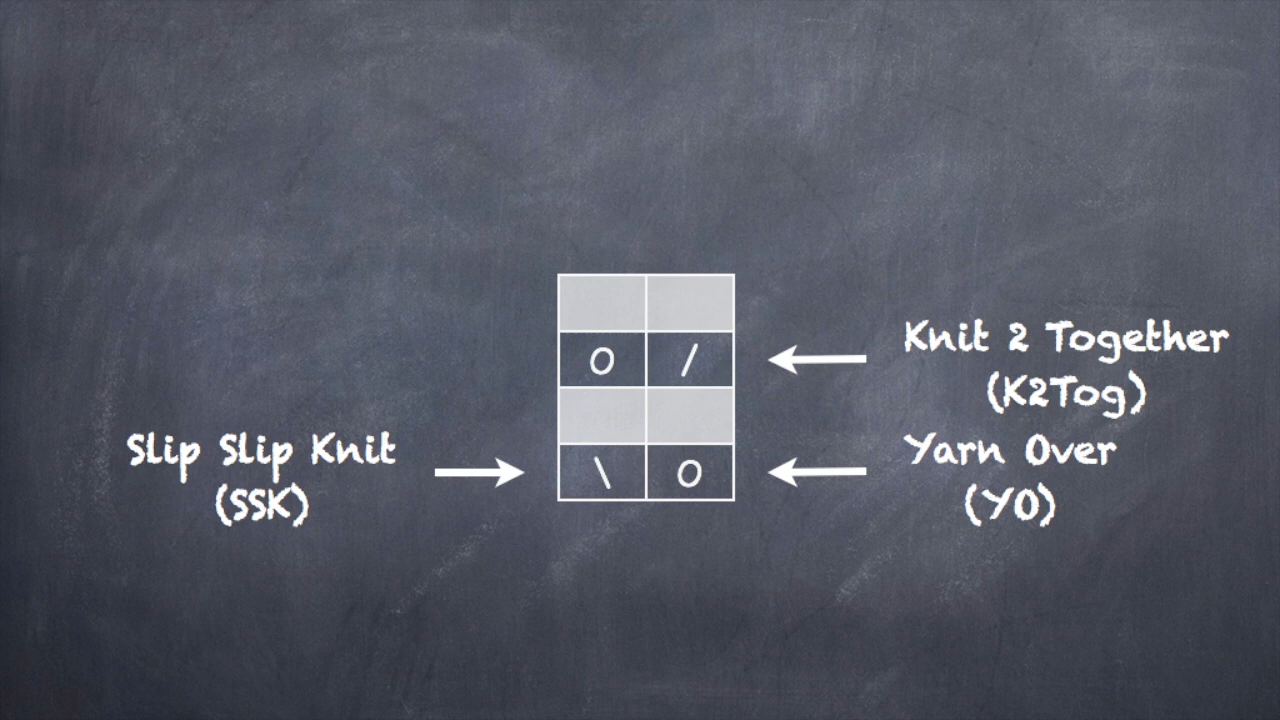 O /
Knit 2 Together
(K2Tog)
Slip Slip Knit
(SSK)
\ O
Yarn Over
(YO)